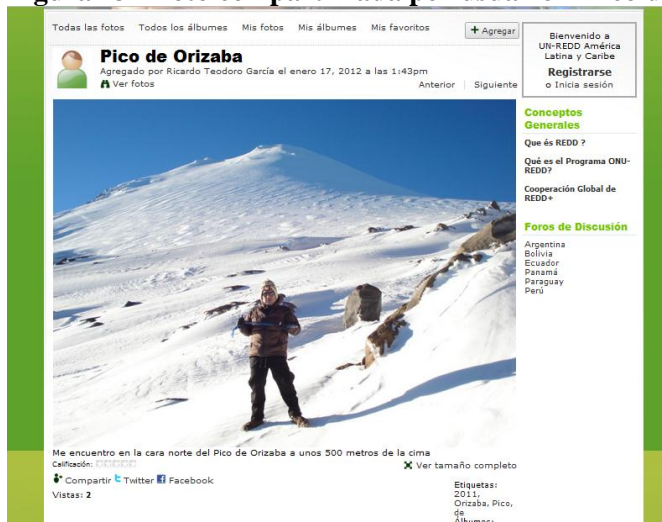 Todas las fotos Todos los álbumes Mis fotos Mis álbumes Mis favoritos + Agregar
Pico de Orizaba
Agregado por Ricardo Teodoro García el enero 17, 2012 a las 1:43pm
Ver fotos
Anterior Siguiente
Me encuentro en la cara norte del Pico de Orizaba a unos 500 metros de la cima
Calificación:
Ver tamaño completo
Compartir Twitter Facebook
Vistas: 2
Etiquetas:
2011,
Orizaba, Pico,
de
Álbumes:
Bienvenido a
UN-REDD América
Latina y Caribe
Registrarse
o Inicia sesión
Conceptos
Generales
Que és REDD ?
Qué es el Programa ONU-
REDD?
Cooperación Global de
REDD+
Foros de Discusión
Argentina
Bolivia
Ecuador
Panamá
Paraguay
Perú